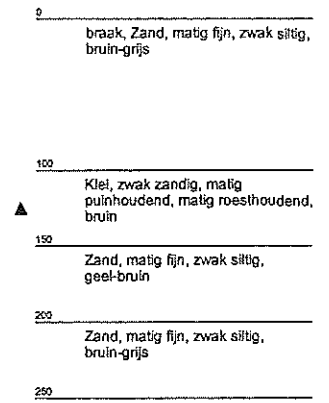 0
braak, Zand, matig fijn, zwak siltig,
bruin-grijs
100
Klei, zwak zandig, matig
puinhoudend, matig roesthoudend,
bruin
150
Zand, matig fijn, zwak siltig,
geel-bruin
200
Zand, matig fijn, zwak siltig,
bruin-grijs
250